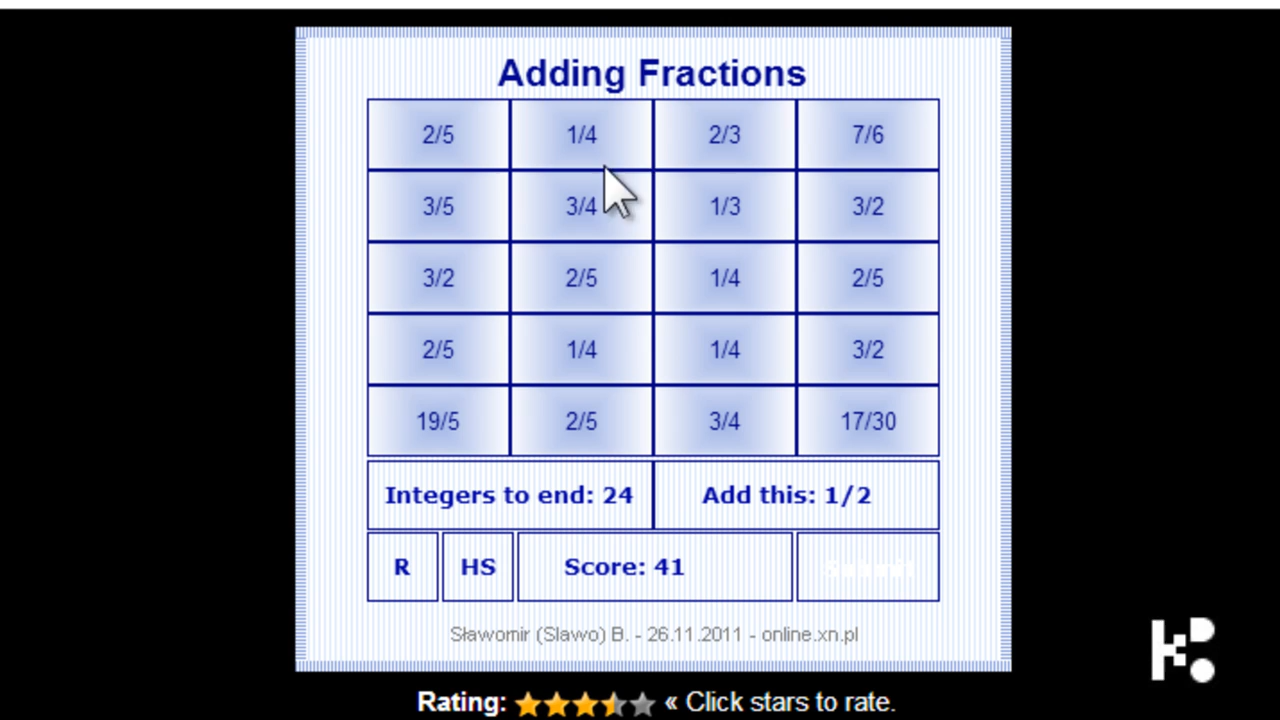 Adding Fractions
2/5 1/4 2/3 7/6
3/5 3/4 1/3 3/2
3/2 2/5 1/4 2/5
2/5 1/4 1/4 3/2
19/5 2/5 3/4 17/30
Integers to end: 24 Add this: 1/2
R HS Score: 41
Sławomir (Slawo) B. - 26.11.2011 - online.xn.pl
Rating: « Click stars to rate.